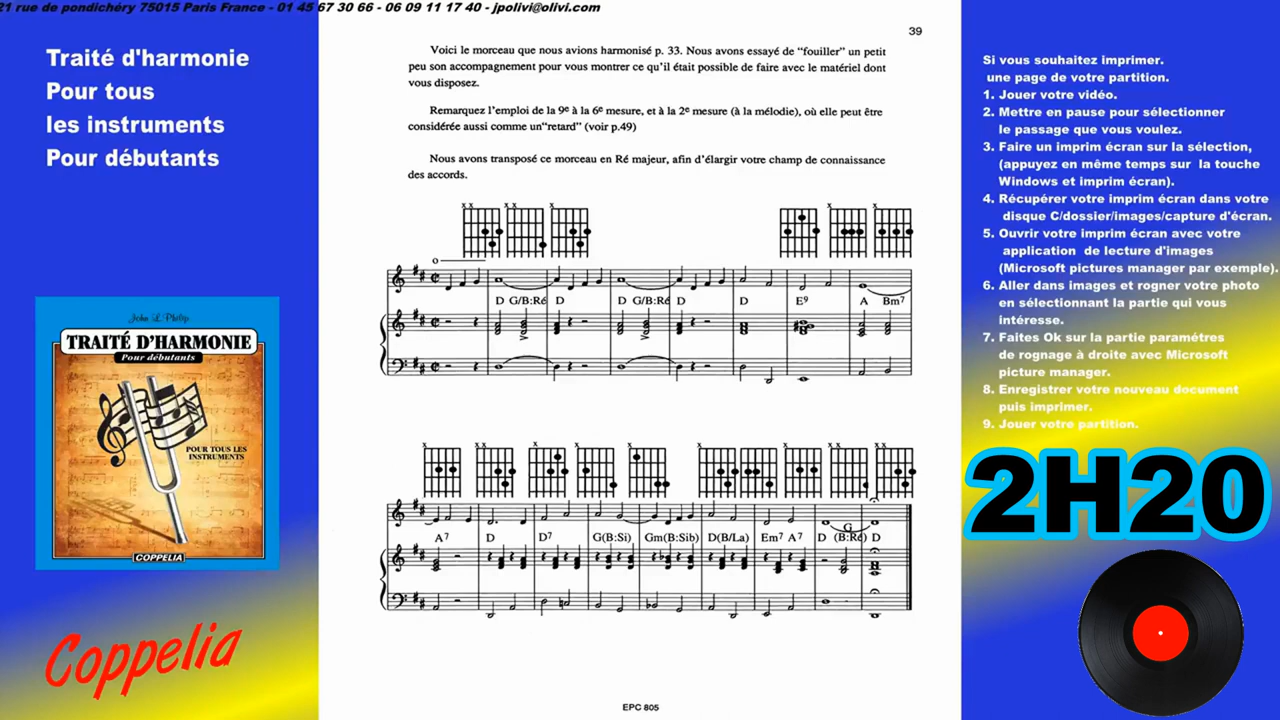 21 rue de pondichéry 75015 Paris France - 01 45 67 30 66 - 06 09 11 17 40 - jpolivi@olivi.com
Traité d'harmonie
Pour tous
les instruments
Pour débutants
John L. Philip
TRAITÉ D'HARMONIE
Pour débutants
POUR TOUS LES
INSTRUMENTS
COPPELIA
Coppelia
39
Voici le morceau que nous avions harmonisé p. 33. Nous avons essayé de “fouiller” un petit
peu son accompagnement pour vous montrer ce qu'il était possible de faire avec le matériel dont
vous disposez.
Remarquez l'emploi de la 9e à la 6e mesure, et à la 2e mesure (à la mélodie), où elle peut être
considérée aussi comme un“retard” (voir p.49)
Nous avons transposé ce morceau en Ré majeur, afin d'élargir votre champ de connaissance
des accords.
x x x x x x x x
o
D G/B:Ré D D G/B:Ré D D E9 A Bm7
A7 D D7 G(B:Si) Gm(B:Sib) D(B/La) Em7 A7 D G (B:Ré) D
EPC 805
Si vous souhaitez imprimer.
une page de votre partition.
1. Jouer votre vidéo.
2. Mettre en pause pour sélectionner
le passage que vous voulez.
3. Faire un imprim écran sur la sélection,
(appuyez en même temps sur la touche
Windows et imprim écran).
4. Récupérer votre imprim écran dans votre
disque C/dossier/images/capture d'écran.
5. Ouvrir votre imprim écran avec votre
application de lecture d'images
(Microsoft pictures manager par exemple).
6. Aller dans images et rogner votre photo
en sélectionnant la partie qui vous
intéresse.
7. Faites Ok sur la partie paramétres
de rognage à droite avec Microsoft
picture manager.
8. Enregistrer votre nouveau document
puis imprimer.
9. Jouer votre partition.
2H20